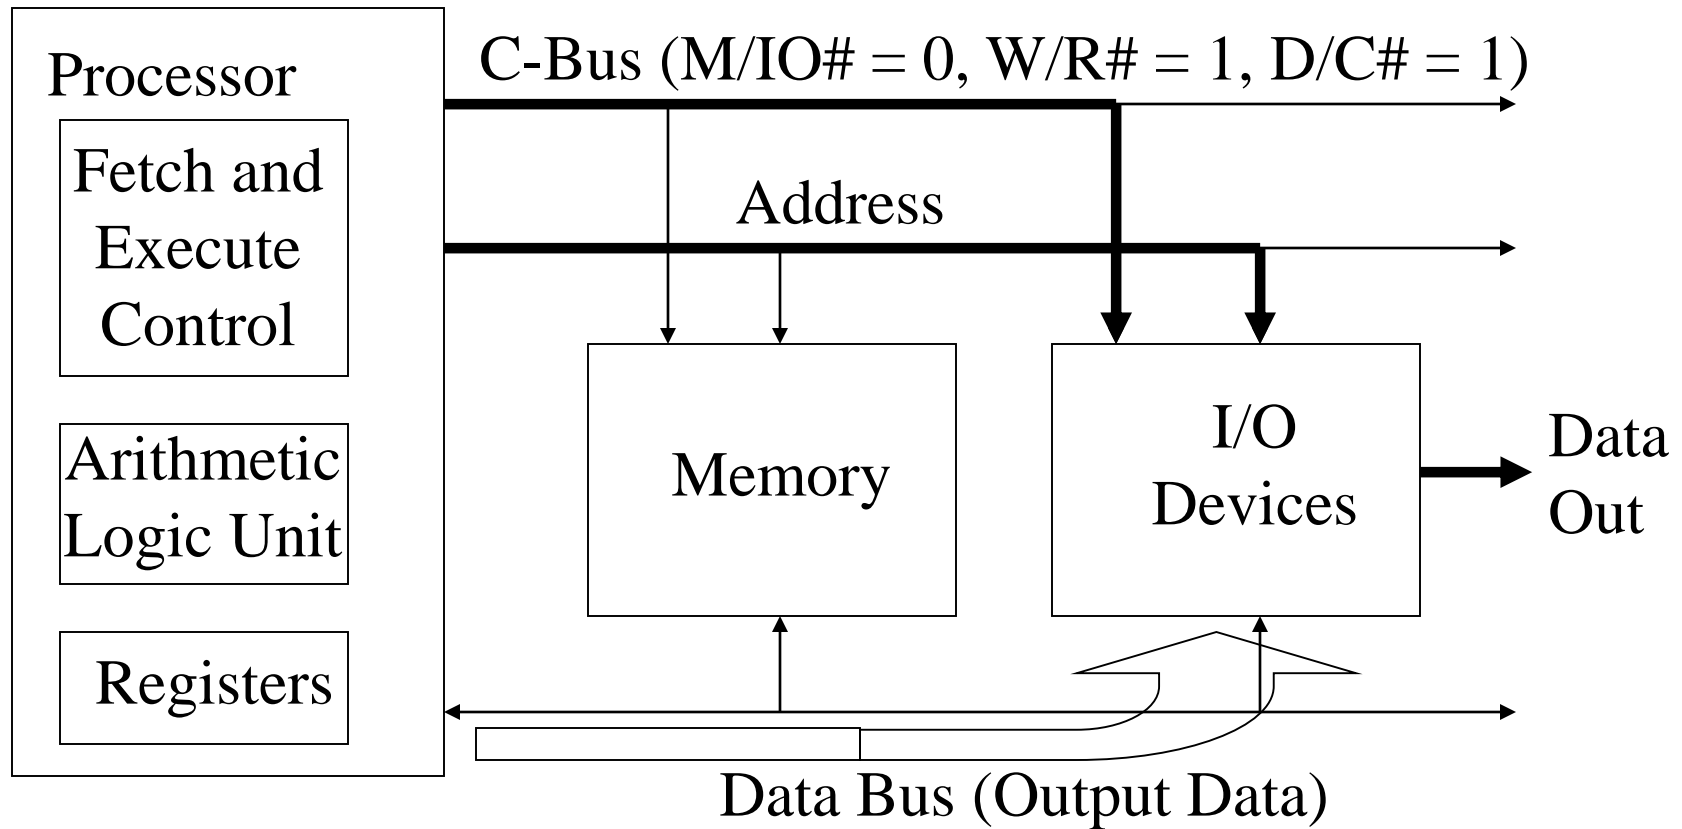 Processor
C-Bus (M/IO# = 0, W/R# = 1, D/C# = 1)
Fetch and
Execute
Control
Address
Arithmetic
Logic Unit
Registers
Memory
I/O
Devices
Data
Out
Data Bus (Output Data)